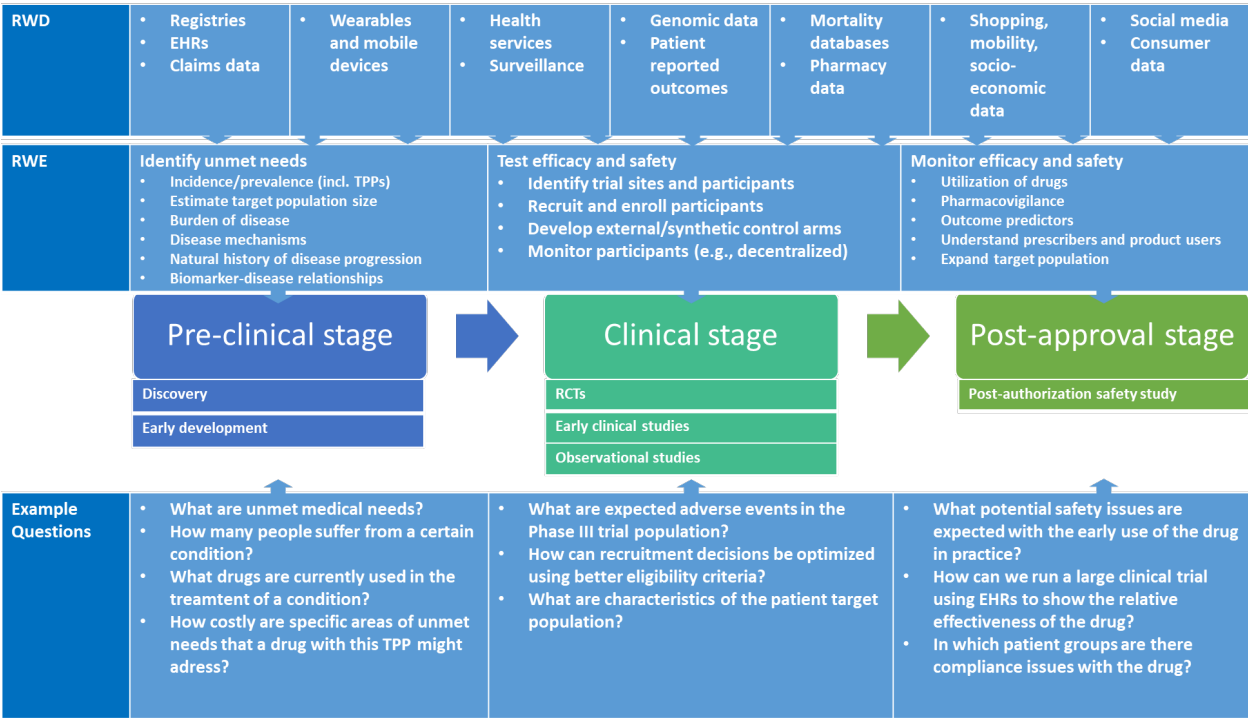 RWD
• Registries
• EHRs
• Claims data
• Wearables
and mobile
devices
• Health
services
• Surveillance
• Genomic data
• Patient
reported
outcomes
• Mortality
databases
• Pharmacy
data
• Shopping,
mobility,
socio-
economic
data
• Social media
• Consumer
data
RWE
Identify unmet needs
• Incidence/prevalence (incl. TPPs)
• Estimate target population size
• Burden of disease
• Disease mechanisms
• Natural history of disease progression
• Biomarker-disease relationships
Test efficacy and safety
• Identify trial sites and participants
• Recruit and enroll participants
• Develop external/synthetic control arms
• Monitor participants (e.g., decentralized)
Monitor efficacy and safety
• Utilization of drugs
• Pharmacovigilance
• Outcome predictors
• Understand prescribers and product users
• Expand target population
Pre-clinical stage
Discovery
Early development
Clinical stage
RCTs
Early clinical studies
Observational studies
Post-approval stage
Post-authorization safety study
Example
Questions
• What are unmet medical needs?
• How many people suffer from a certain
condition?
• What drugs are currently used in the
treamtent of a condition?
• How costly are specific areas of unmet
needs that a drug with this TPP might
adress?
• What are expected adverse events in the
Phase III trial population?
• How can recruitment decisions be optimized
using better eligibility criteria?
• What are characteristics of the patient target
population?
• What potential safety issues are
expected with the early use of the drug
in practice?
• How can we run a large clinical trial
using EHRs to show the relative
effectiveness of the drug?
• In which patient groups are there
compliance issues with the drug?